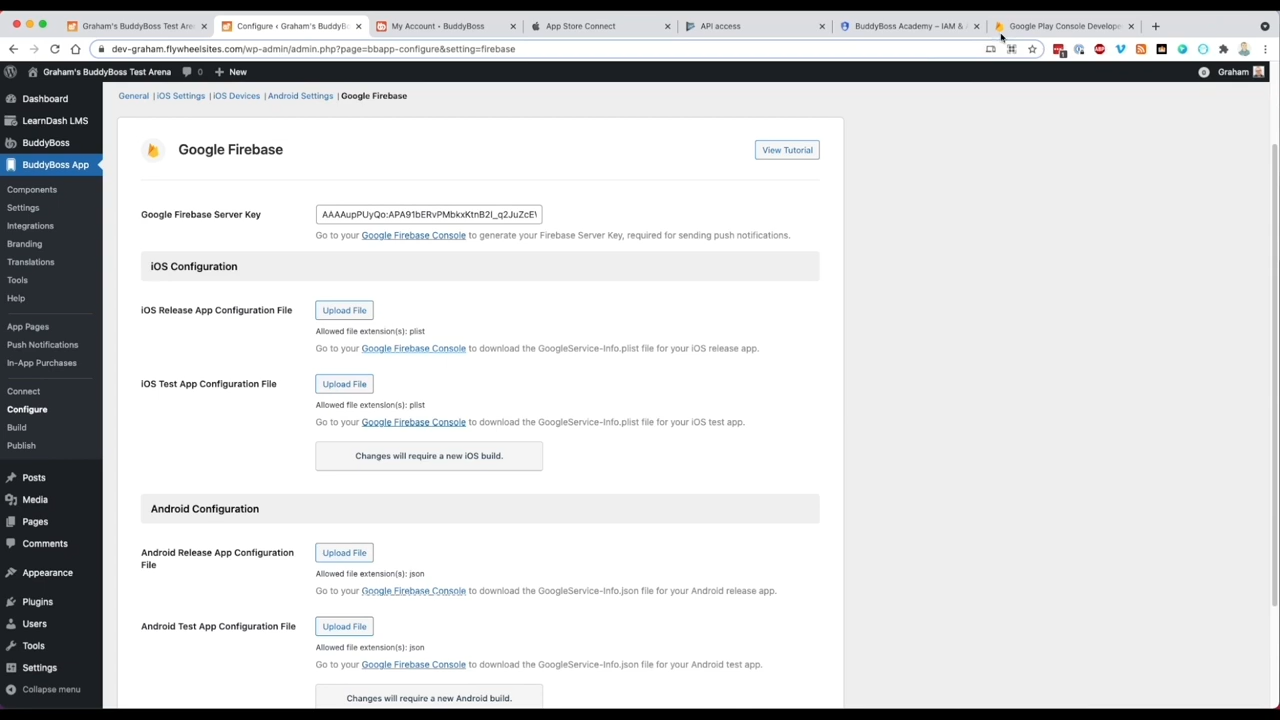 Graham's BuddyBoss Test Aren
Configure ‹ Graham's BuddyBo
My Account - BuddyBoss
App Store Connect
API access
BuddyBoss Academy – IAM & A
Google Play Console Develope
dev-graham.flywheelsites.com/wp-admin/admin.php?page=bbapp-configure&setting=firebase
Graham's BuddyBoss Test Arena
0
New
0
Graham
Dashboard
LearnDash LMS
BuddyBoss
BuddyBoss App
Components
Settings
Integrations
Branding
Translations
Tools
Help
App Pages
Push Notifications
In-App Purchases
Connect
Configure
Build
Publish
Posts
Media
Pages
Comments
Appearance
Plugins
Users
Tools
Settings
Collapse menu
General | iOS Settings | iOS Devices | Android Settings | Google Firebase
Google Firebase
View Tutorial
Google Firebase Server Key
Go to your Google Firebase Console to generate your Firebase Server Key, required for sending push notifications.
iOS Configuration
iOS Release App Configuration File
Upload File
Allowed file extension(s): plist
Go to your Google Firebase Console to download the GoogleService-Info.plist file for your iOS release app.
iOS Test App Configuration File
Upload File
Allowed file extension(s): plist
Go to your Google Firebase Console to download the GoogleService-Info.plist file for your iOS test app.
Changes will require a new iOS build.
Android Configuration
Android Release App Configuration
File
Upload File
Allowed file extension(s): json
Go to your Google Firebase Console to download the GoogleService-Info.json file for your Android release app.
Android Test App Configuration File
Upload File
Allowed file extension(s): json
Go to your Google Firebase Console to download the GoogleService-Info.json file for your Android test app.
Changes will require a new Android build.